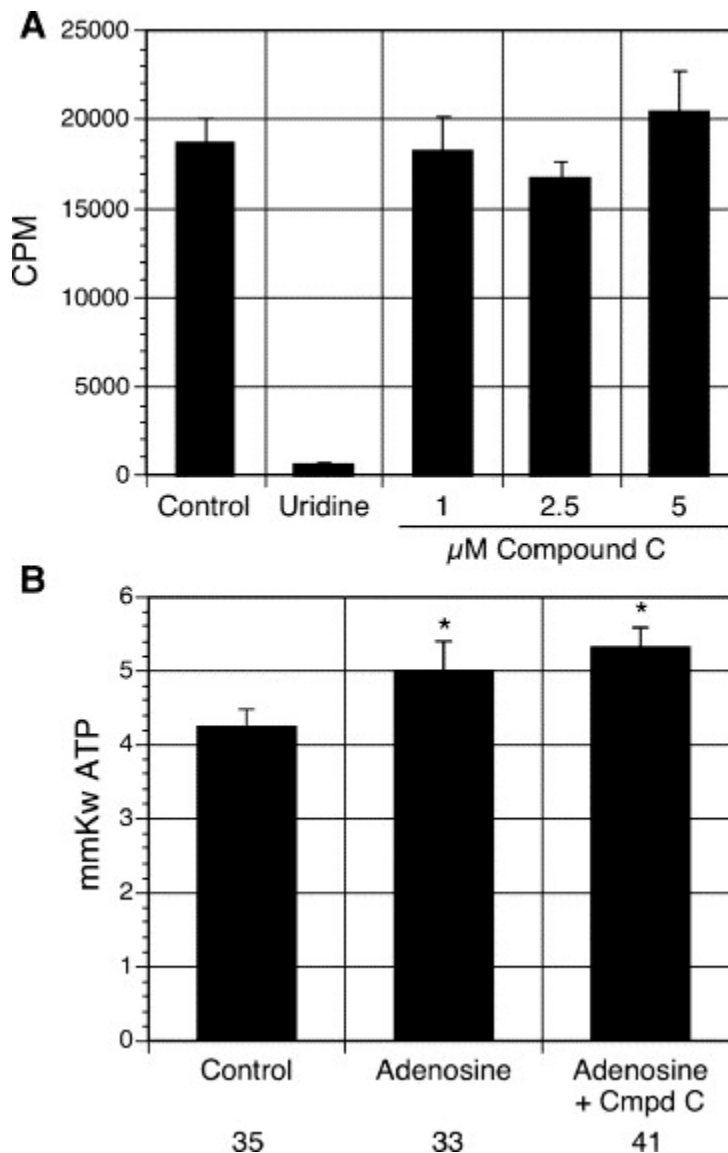 A
25000
20000
15000
10000
5000
0
CPM
Control Uridine 1 2.5 5
µM Compound C
B
6
5
4
3
2
1
0
mmKw ATP
* *
Control Adenosine Adenosine
+ Cmpd C
35 33 41